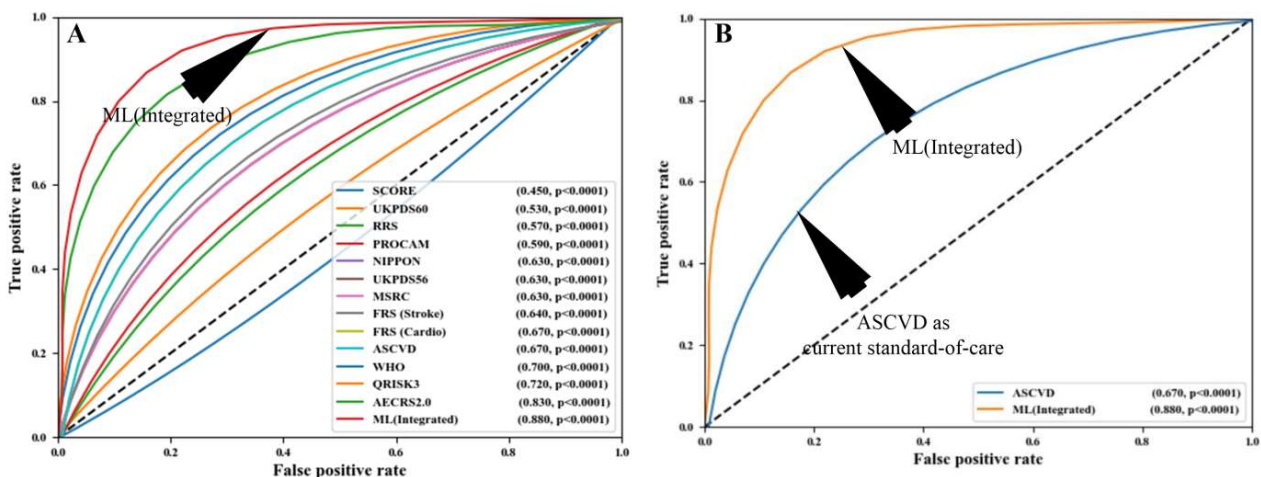 A
1.0
0.8
0.6
0.4
0.2
0.0
True positive rate
ML(Integrated)
SCORE (0.450, p<0.0001)
UKPDS60 (0.530, p<0.0001)
RRS (0.570, p<0.0001)
PROCAM (0.590, p<0.0001)
NIPPON (0.630, p<0.0001)
UKPDS56 (0.630, p<0.0001)
MSRC (0.630, p<0.0001)
FRS (Stroke) (0.640, p<0.0001)
FRS (Cardio) (0.670, p<0.0001)
ASCVD (0.670, p<0.0001)
WHO (0.700, p<0.0001)
QRISK3 (0.720, p<0.0001)
AECRS2.0 (0.830, p<0.0001)
ML(Integrated) (0.880, p<0.0001)
0.0 0.2 0.4 0.6 0.8 1.0
False positive rate
B
1.0
0.8
0.6
0.4
0.2
0.0
True positive rate
ML(Integrated)
ASCVD as
current standard-of-care
ASCVD (0.670, p<0.0001)
ML(Integrated) (0.880, p<0.0001)
0.0 0.2 0.4 0.6 0.8 1.0
False positive rate